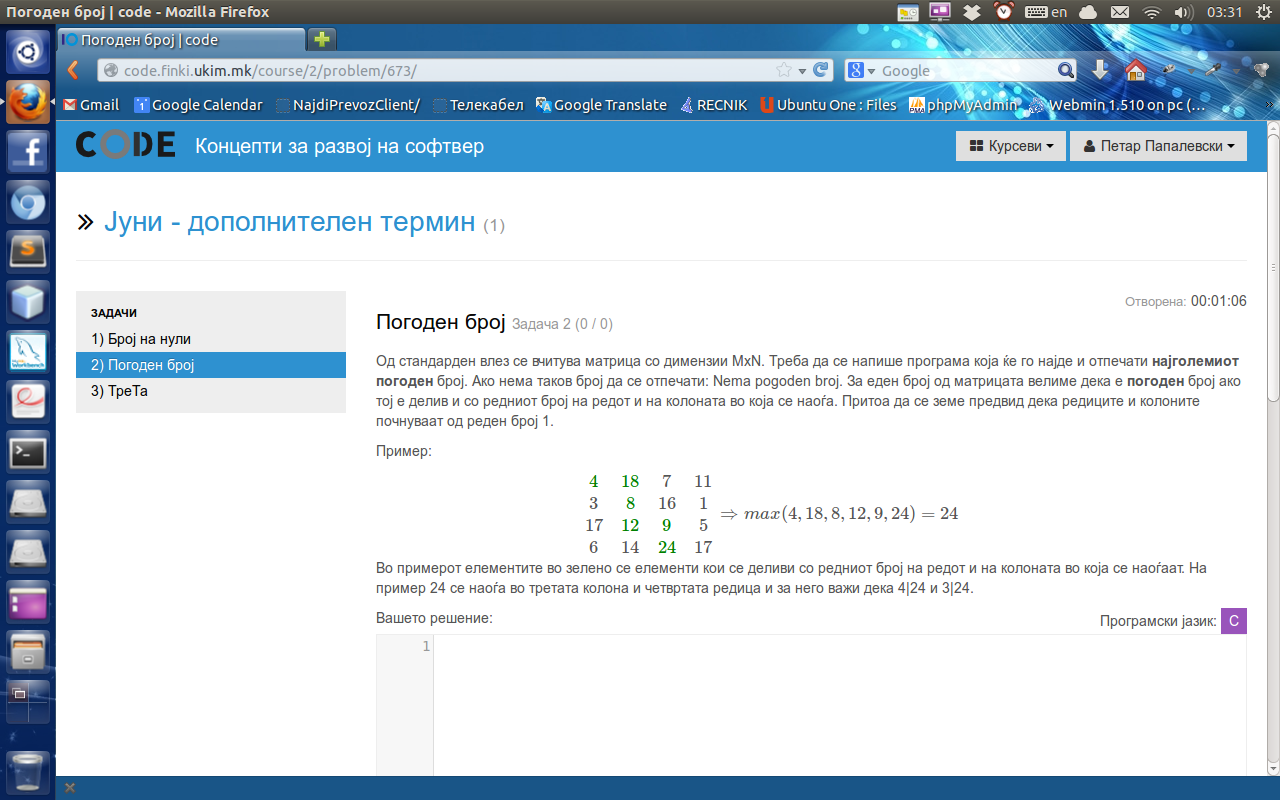 Погоден број | code - Mozilla Firefox
en
03:31
Погоден број | code
code.finki.ukim.mk/course/2/problem/673/
Google
Gmail
Google Calendar
NajdiPrevozClient/
Телекабел
Google Translate
RECNIK
Ubuntu One : Files
phpMyAdmin
Webmin 1.510 on pc (...
CODE
Концепти за развој на софтвер
Курсеви
Петар Папалевски
Јуни - дополнителен термин (1)
ЗАДАЧИ
1) Број на нули
2) Погоден број
3) ТреТа
Отворена: 00:01:06
Погоден број Задача 2 (0 / 0)
Од стандарден влез се вчитува матрица со димензии MxN. Треба да се напише програма која ќе го најде и отпечати најголемиот
погоден број. Ако нема таков број да се отпечати: Nema pogoden broj. За еден број од матрицата велиме дека е погоден број ако
тој е делив и со редниот број на редот и на колоната во која се наоѓа. Притоа да се земе предвид дека редиците и колоните
почнуваат од реден број 1.
Пример:
4 18 7 11
3 8 16 1
17 12 9 5
6 14 24 17
⇒ max(4, 18, 8, 12, 9, 24) = 24
Во примерот елементите во зелено се елементи кои се деливи со редниот број на редот и на колоната во која се наоѓаат. На
пример 24 се наоѓа во третата колона и четвртата редица и за него важи дека 4|24 и 3|24.
Вашето решение:
Програмски јазик: C
1